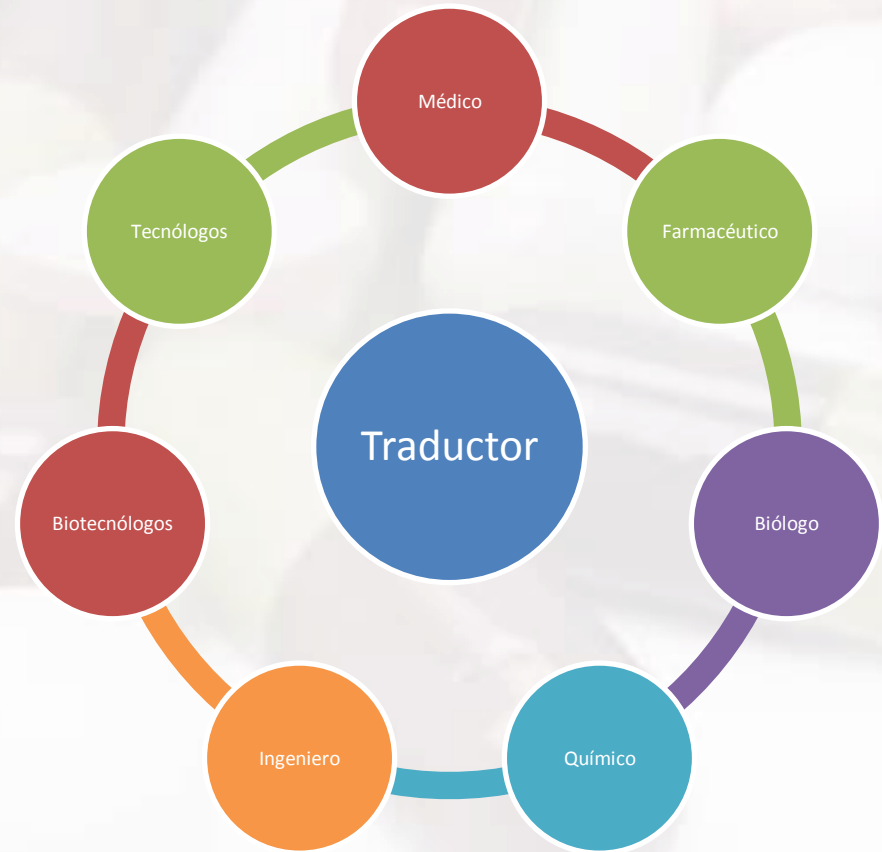 Médico
Farmacéutico
Biólogo
Químico
Ingeniero
Biotecnólogos
Tecnólogos
Traductor